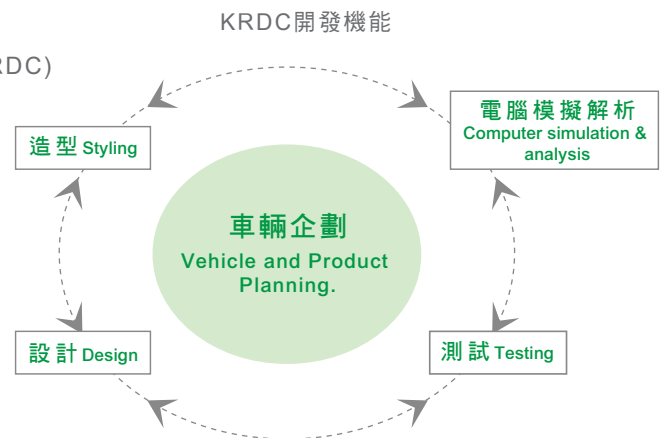 KRDC開發機能
RDC)
電腦模擬解析
Computer simulation &
analysis
造型 Styling
車輛企劃
Vehicle and Product
Planning.
設計 Design
測試 Testing